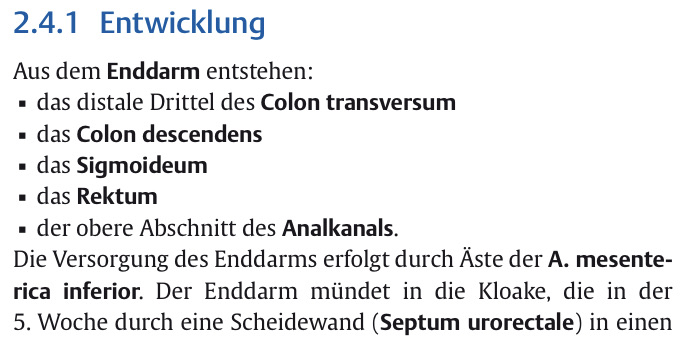 2.4.1 Entwicklung
Aus dem Enddarm entstehen:
▪ das distale Drittel des Colon transversum
▪ das Colon descendens
▪ das Sigmoideum
▪ das Rektum
▪ der obere Abschnitt des Analkanals.
Die Versorgung des Enddarms erfolgt durch Äste der A. mesente-
rica inferior. Der Enddarm mündet in die Kloake, die in der
5. Woche durch eine Scheidewand (Septum urorectale) in einen